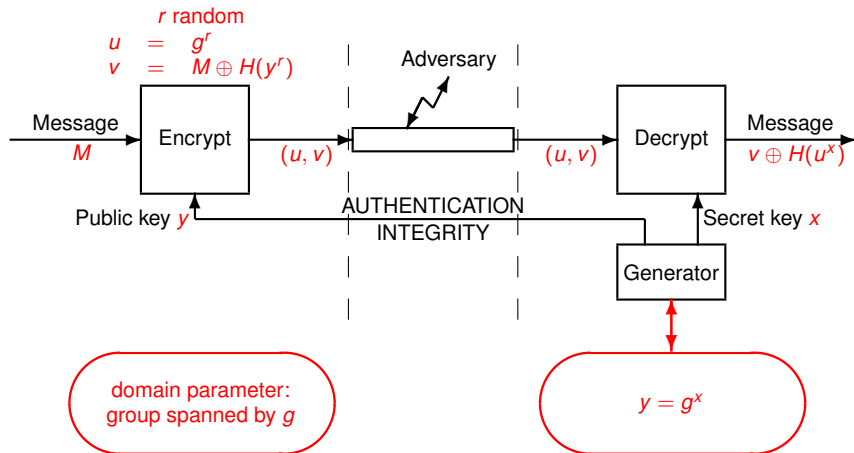 r random
u = g^r
v = M ⊕ H(y^r)
Adversary
Message
M
Encrypt
(u, v)
(u, v)
Decrypt
Message
v ⊕ H(u^x)
Public key y
AUTHENTICATION
INTEGRITY
Secret key x
Generator
domain parameter:
group spanned by g
y = g^x